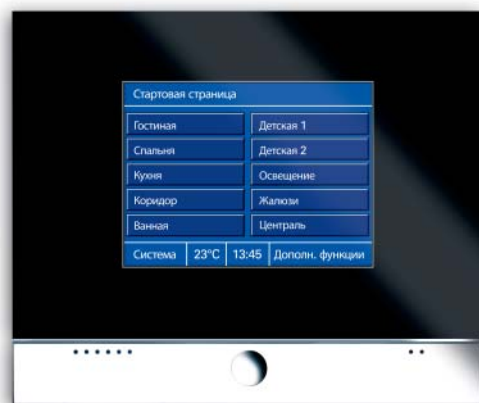 Стартовая страница
Гостиная Детская 1
Спальня Детская 2
Кухня Освещение
Коридор Жалюзи
Ванная Централь
Система 23°C 13:45 Дополн. функции